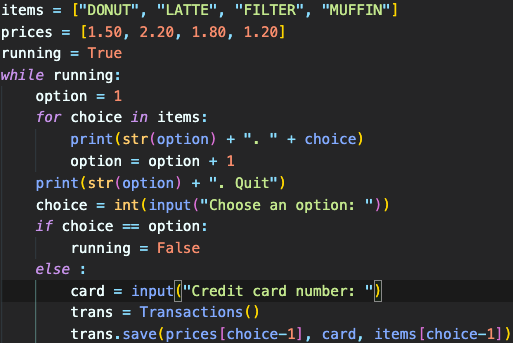 items = ["DONUT", "LATTE", "FILTER", "MUFFIN"]
prices = [1.50, 2.20, 1.80, 1.20]
running = True
while running:
    option = 1
    for choice in items:
        print(str(option) + ". " + choice)
        option = option + 1
    print(str(option) + ". Quit")
    choice = int(input("Choose an option: "))
    if choice == option:
        running = False
    else :
        card = input("Credit card number: ")
        trans = Transactions()
        trans.save(prices[choice-1], card, items[choice-1])